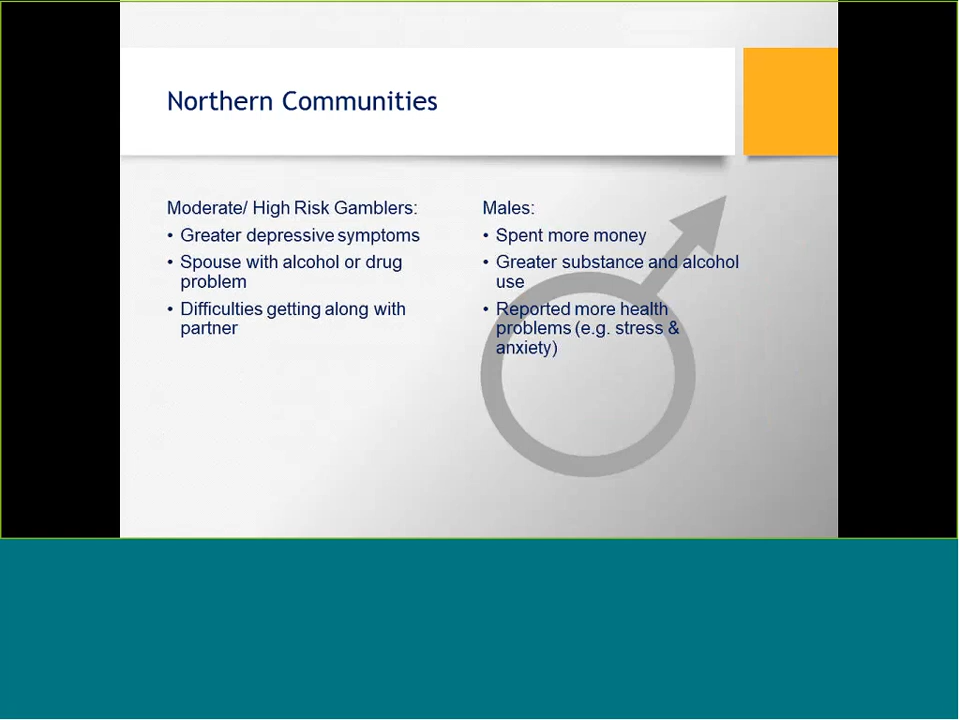 Northern Communities
Moderate/ High Risk Gamblers:
• Greater depressive symptoms
• Spouse with alcohol or drug
problem
• Difficulties getting along with
partner
Males:
• Spent more money
• Greater substance and alcohol
use
• Reported more health
problems (e.g. stress &
anxiety)